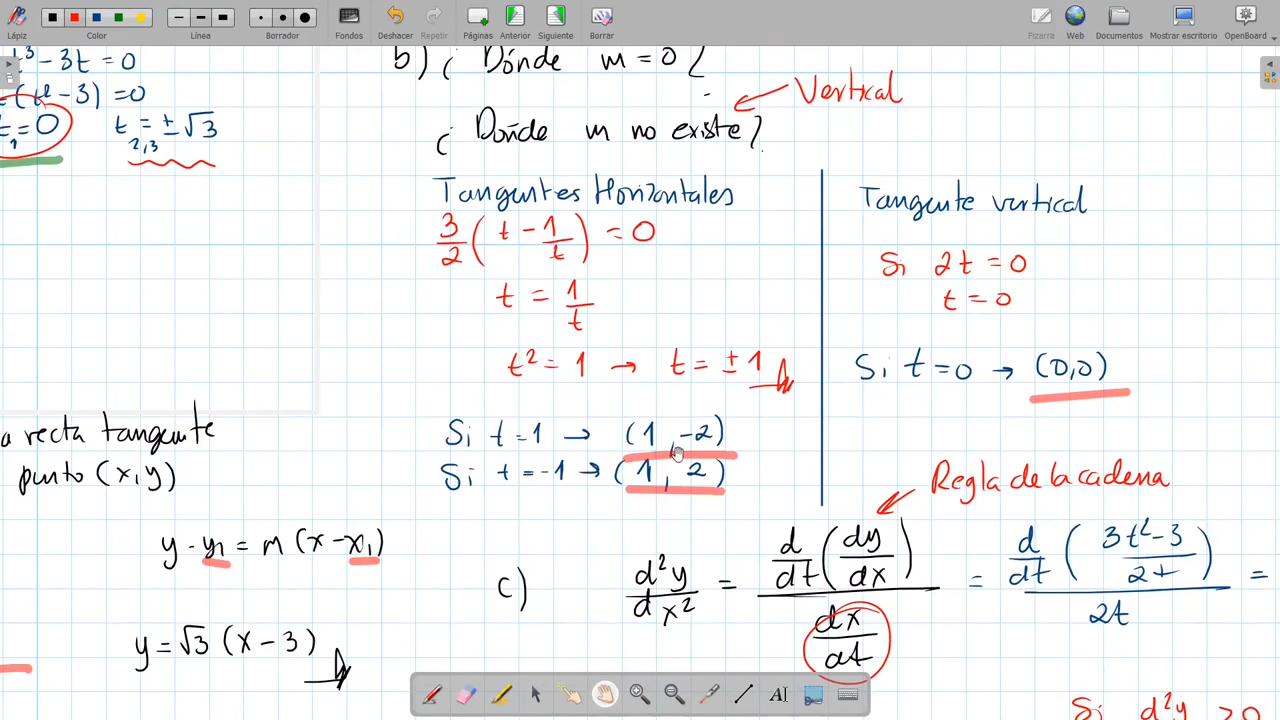 Lápiz Color Línea Borrador Fondos Deshacer Repetir Páginas Anterior Siguiente Borrar Pizarra Web Documentos Mostrar escritorio OpenBoard
t³ - 3t = 0
(t² - 3) = 0
t₁ = 0 t₂,₃ = ± √3
a recta tangente
punto (x,y)
y - y₁ = m (x - x₁)
y = √3 (x - 3)
b) ¿ Dónde m = 0 ?
Vertical
¿ Dónde m no existe ?
Tangentes Horizontales
3/2 ( t - 1/t ) = 0
t = 1/t
t² = 1 → t = ± 1
Si t = 1 → (1, -2)
Si t = -1 → (1, 2)
Tangente vertical
Si 2t = 0
t = 0
Si t = 0 → (0,0)
Regla de la cadena
c) d²y/dx² = d/dt (dy/dx) / dx/dt = d/dt ( 3t² - 3 / 2t ) / 2t =
Si d²y > 0
AI